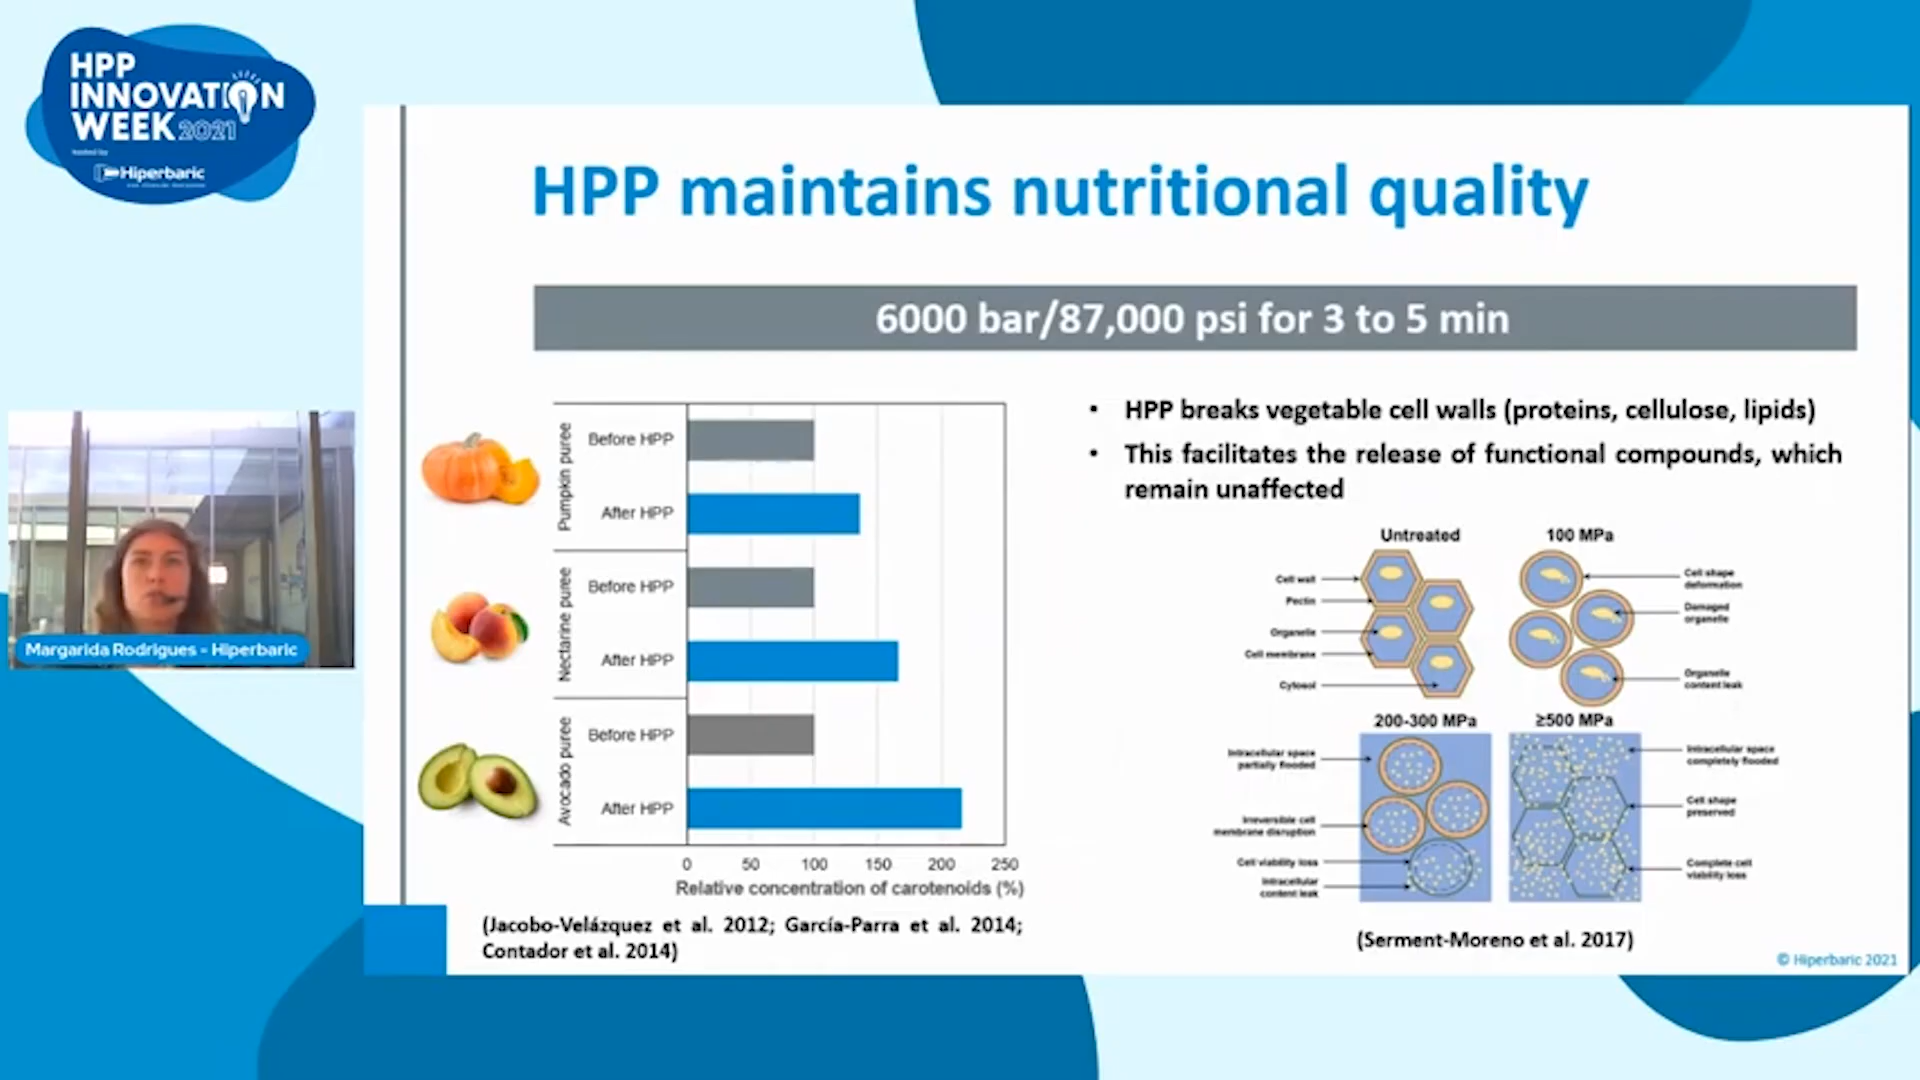 HPP
INNOVATION
WEEK 2021
hosted by
Hiperbaric
HPP maintains nutritional quality
6000 bar/87,000 psi for 3 to 5 min
Pumpkin puree
Before HPP
After HPP
Nectarine puree
Before HPP
After HPP
Avocado puree
Before HPP
After HPP
0 50 100 150 200 250
Relative concentration of carotenoids (%)
(Jacobo-Velázquez et al. 2012; García-Parra et al. 2014;
Contador et al. 2014)
• HPP breaks vegetable cell walls (proteins, cellulose, lipids)
• This facilitates the release of functional compounds, which
remain unaffected
Untreated
Cell wall
Pectin
Organelle
Cell membrane
Cytosol
100 MPa
Cell shape
deformation
Damaged
organelle
Organelle
content leak
200-300 MPa
Intracellular space
partially flooded
Irreversible cell
membrane disruption
Cell viability loss
Intracellular
content leak
≥500 MPa
Intracellular space
completely flooded
Cell shape
preserved
Complete cell
viability loss
(Serment-Moreno et al. 2017)
© Hiperbaric 2021
Margarida Rodrigues - Hiperbaric